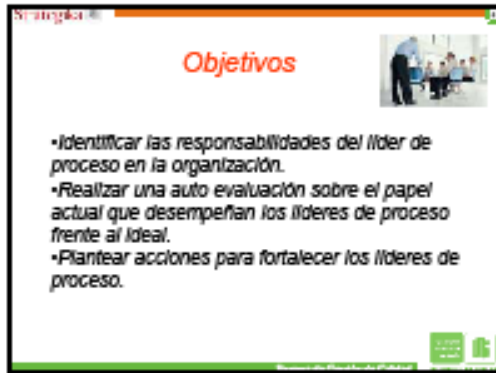 Strategika
Objetivos
•Identificar las responsabilidades del líder de
proceso en la organización.
•Realizar una auto evaluación sobre el papel
actual que desempeñan los líderes de proceso
frente al ideal.
•Plantear acciones para fortalecer los líderes de
proceso.